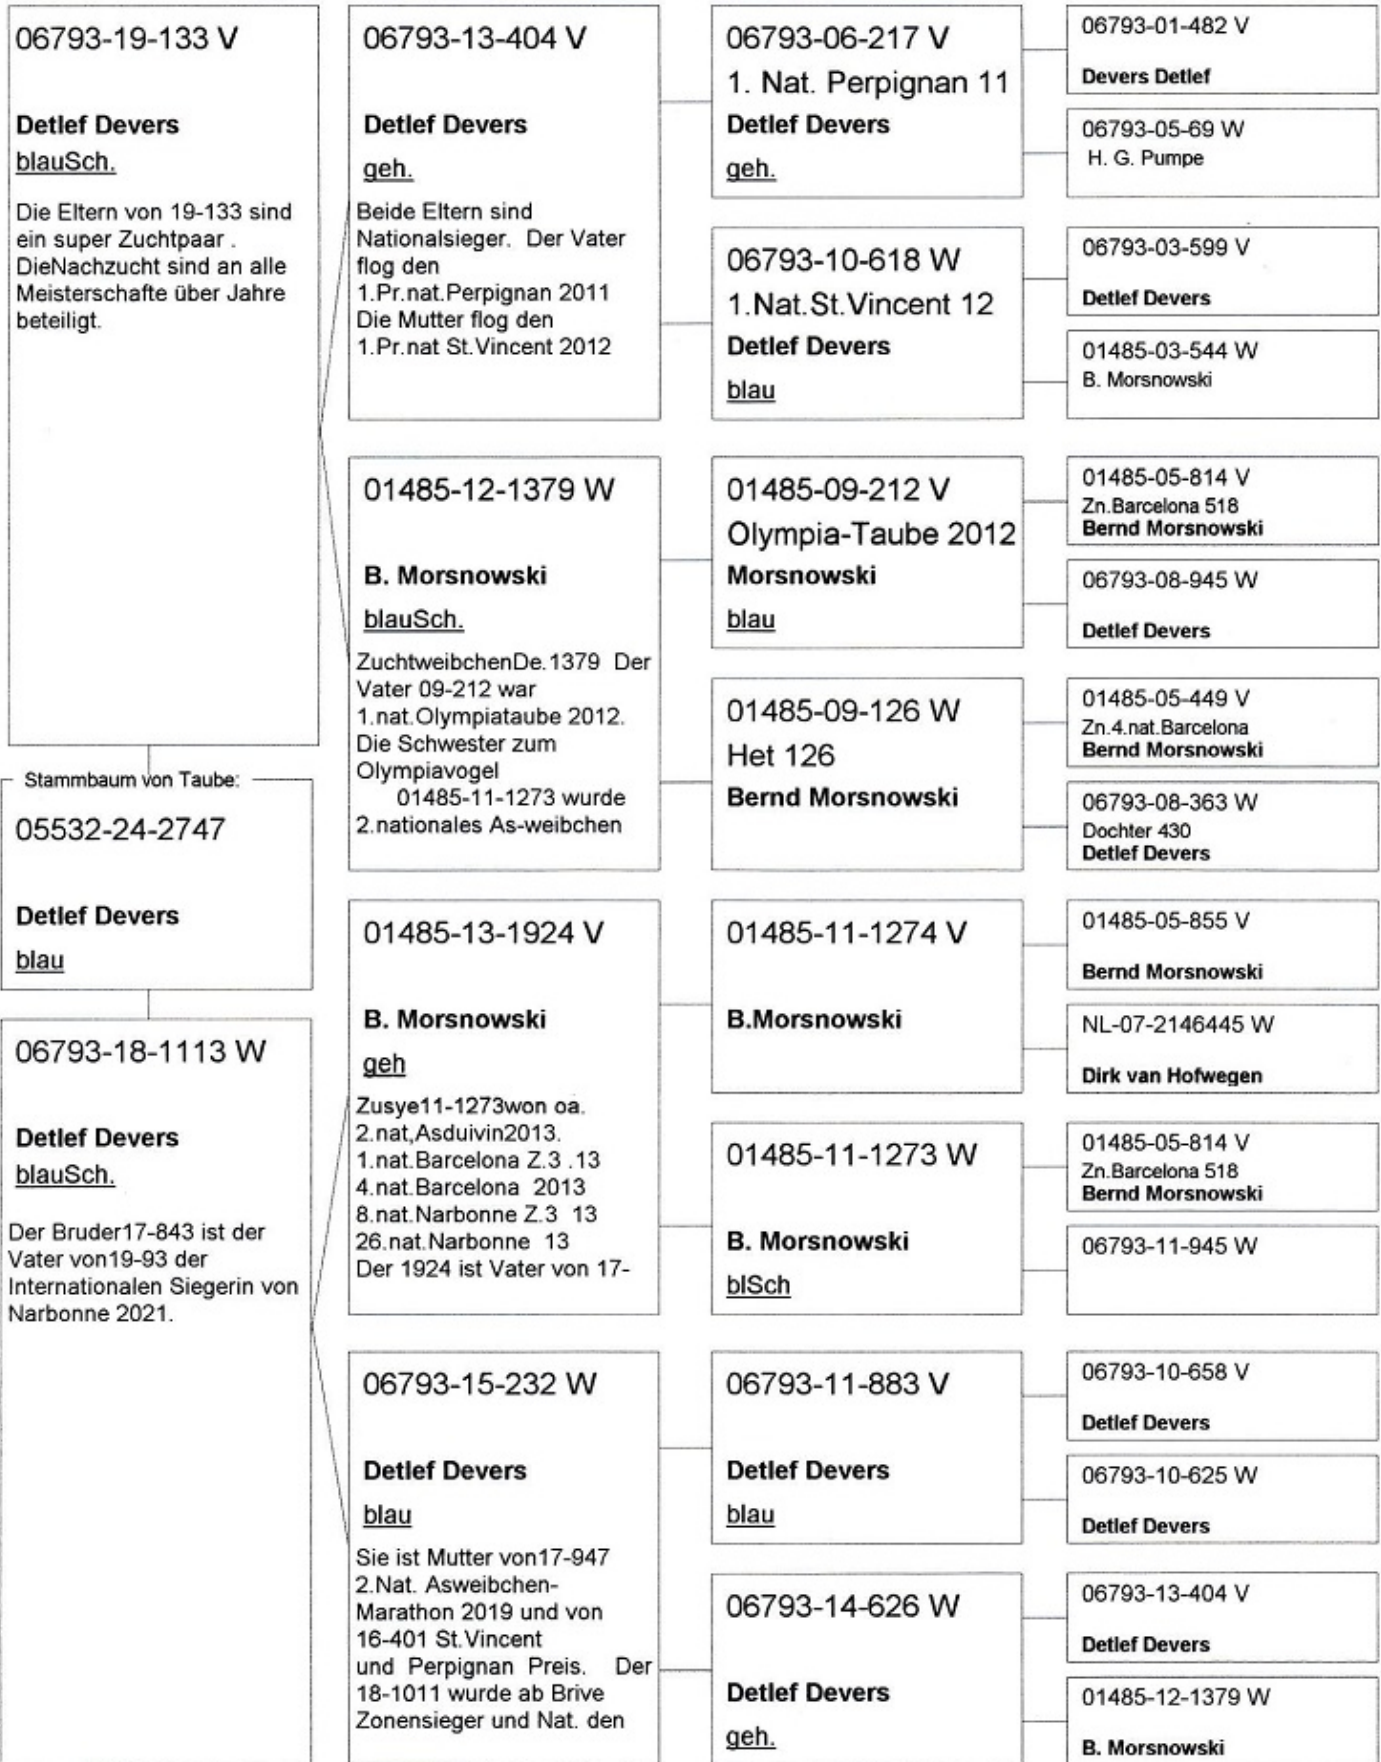 06793-19-133 V
Detlef Devers
blauSch.
Die Eltern von 19-133 sind
ein super Zuchtpaar .
DieNachzucht sind an alle
Meisterschafte über Jahre
beteiligt.
Stammbaum von Taube:
05532-24-2747
Detlef Devers
blau
06793-18-1113 W
Detlef Devers
blauSch.
Der Bruder17-843 ist der
Vater von19-93 der
Internationalen Siegerin von
Narbonne 2021.
06793-13-404 V
Detlef Devers
geh.
Beide Eltern sind
Nationalsieger. Der Vater
flog den
1.Pr.nat.Perpignan 2011
Die Mutter flog den
1.Pr.nat St.Vincent 2012
01485-12-1379 W
B. Morsnowski
blauSch.
ZuchtweibchenDe.1379 Der
Vater 09-212 war
1.nat.Olympiataube 2012.
Die Schwester zum
Olympiavogel
01485-11-1273 wurde
2.nationales As-weibchen
01485-13-1924 V
B. Morsnowski
geh
Zusye11-1273won oa.
2.nat,Asduivin2013.
1.nat.Barcelona Z.3 .13
4.nat.Barcelona 2013
8.nat.Narbonne Z.3 13
26.nat.Narbonne 13
Der 1924 ist Vater von 17-
06793-15-232 W
Detlef Devers
blau
Sie ist Mutter von17-947
2.Nat. Asweibchen-
Marathon 2019 und von
16-401 St.Vincent
und Perpignan Preis. Der
18-1011 wurde ab Brive
Zonensieger und Nat. den
06793-06-217 V
1. Nat. Perpignan 11
Detlef Devers
geh.
06793-10-618 W
1.Nat.St.Vincent 12
Detlef Devers
blau
01485-09-212 V
Olympia-Taube 2012
Morsnowski
blau
01485-09-126 W
Het 126
Bernd Morsnowski
01485-11-1274 V
B.Morsnowski
01485-11-1273 W
B. Morsnowski
blSch
06793-11-883 V
Detlef Devers
blau
06793-14-626 W
Detlef Devers
geh.
06793-01-482 V
Devers Detlef
06793-05-69 W
H. G. Pumpe
06793-03-599 V
Detlef Devers
01485-03-544 W
B. Morsnowski
01485-05-814 V
Zn.Barcelona 518
Bernd Morsnowski
06793-08-945 W
Detlef Devers
01485-05-449 V
Zn.4.nat.Barcelona
Bernd Morsnowski
06793-08-363 W
Dochter 430
Detlef Devers
01485-05-855 V
Bernd Morsnowski
NL-07-2146445 W
Dirk van Hofwegen
01485-05-814 V
Zn.Barcelona 518
Bernd Morsnowski
06793-11-945 W
06793-10-658 V
Detlef Devers
06793-10-625 W
Detlef Devers
06793-13-404 V
Detlef Devers
01485-12-1379 W
B. Morsnowski